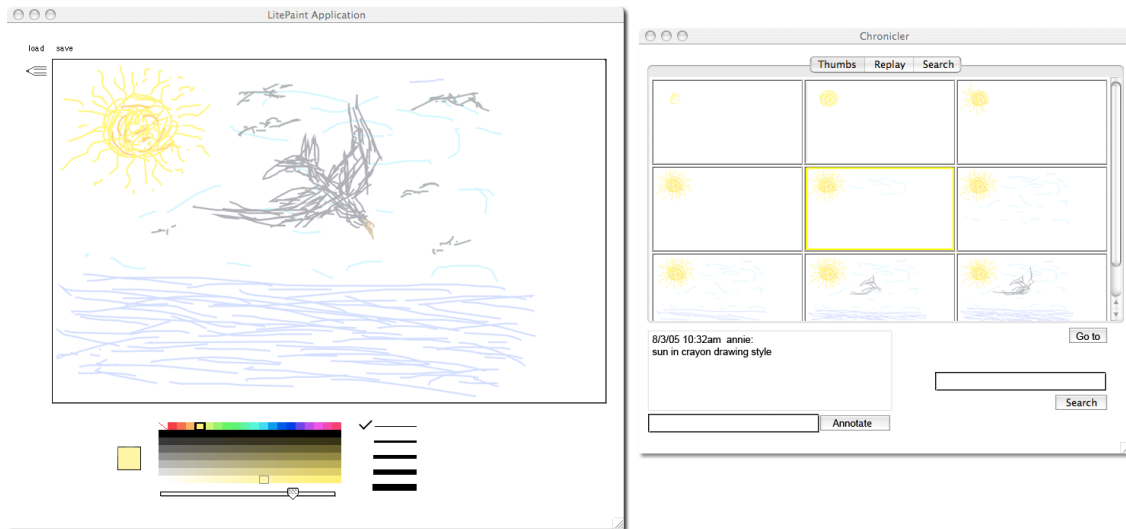 LitePaint Application
load save
Chronicler
Thumbs Replay Search
8/3/05 10:32am annie:
sun in crayon drawing style
Go to
Search
Annotate